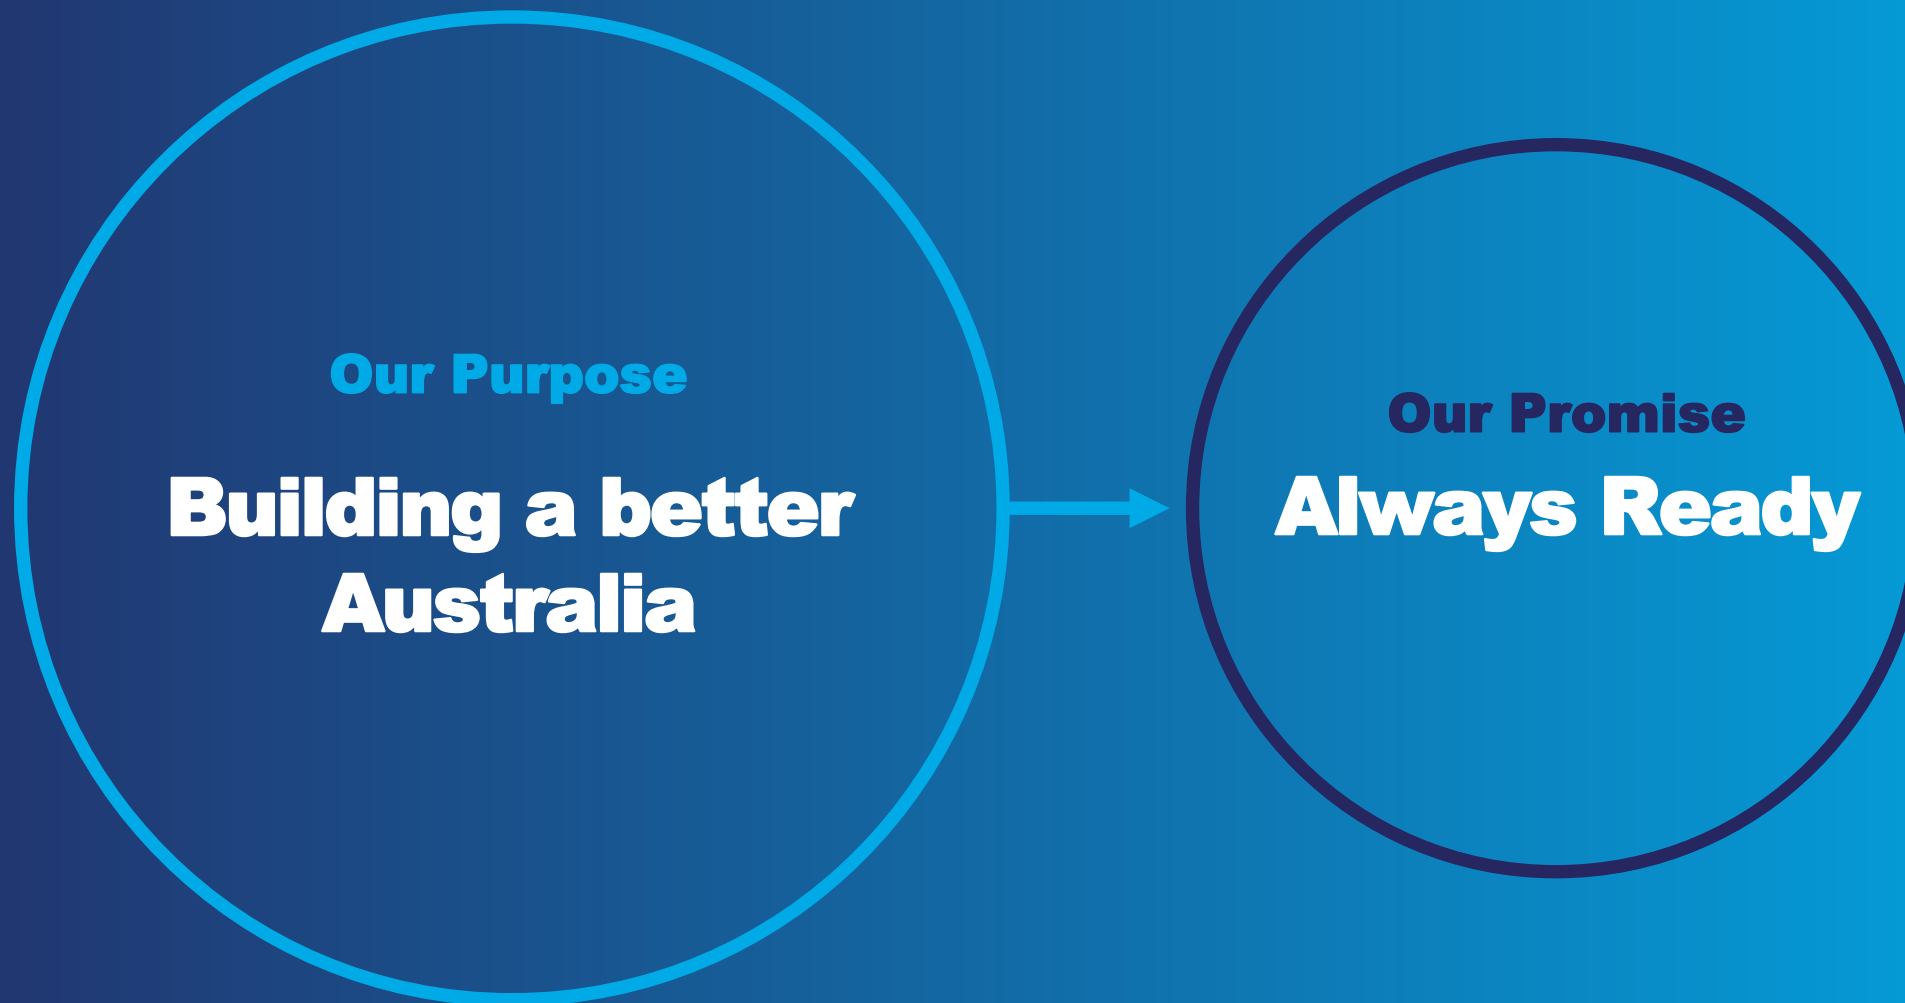 Our Purpose
Building a better
Australia
Our Promise
Always Ready